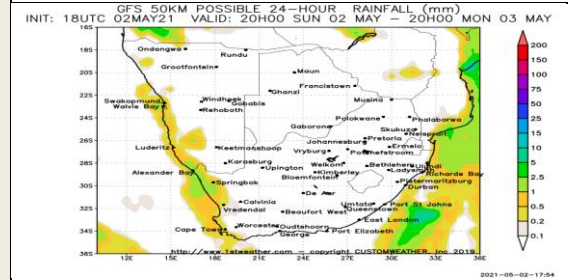 GFS 50KM POSSIBLE 24-HOUR RAINFALL (mm)
INIT: 18UTC 02MAY21 VALID: 20H00 SUN 02 MAY - 20H00 MON 03 MAY
16S
18S
20S
22S
24S
26S
28S
30S
32S
34S
36S
Ondangwa
Rundu
Grootfontein
Maun
Francistown
Ghanzi
Swakopmund
Windhoek
Gobabis
Walvis Bay
Rehoboth
Musina
Polokwane
Phalaborwa
Gaborone
Skukuza
Nelspruit
Johannesburg
Pretoria
Luderitz
Keetmanshoop
Vryburg
Potchefstroom
Ermelo
Karasburg
Upington
Welkom
Bethlehem
Ulundi
Alexander Bay
Kimberley
Ladysmith
Richards Bay
Springbok
Bloemfontein
Pietermaritzburg
Durban
De Aar
Calvinia
Umtata
Port St Johns
Vredendal
Beaufort West
Queenstown
East London
Cape Town
Worcester
Oudtshoorn
George
Port Elizabeth
http://www.1stweather.com - copyright CUSTOMWEATHER, Inc 2019
12E
15E
18E
21E
24E
27E
30E
33E
36E
200
150
100
75
50
25
20
15
10
5
2.5
1
0.5
0.2
0.1
2021-05-02-17:54